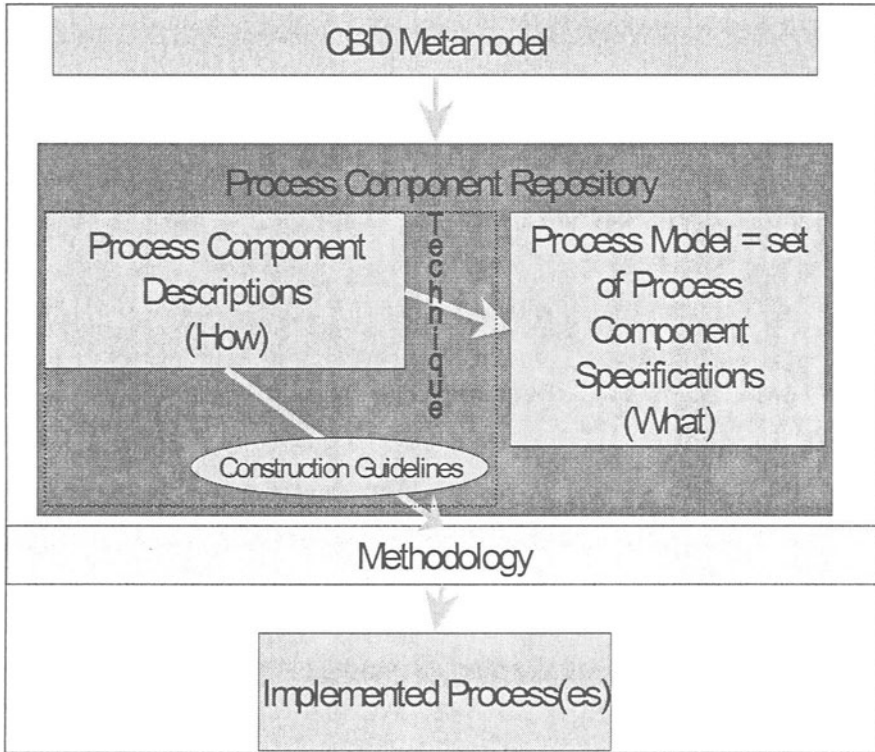 CBD Metamodel
Process Component Repository
Process Component
Descriptions
(How)
Technique
Process Model = set
of Process
Component
Specifications
(What)
Construction Guidelines
Methodology
Implemented Process(es)